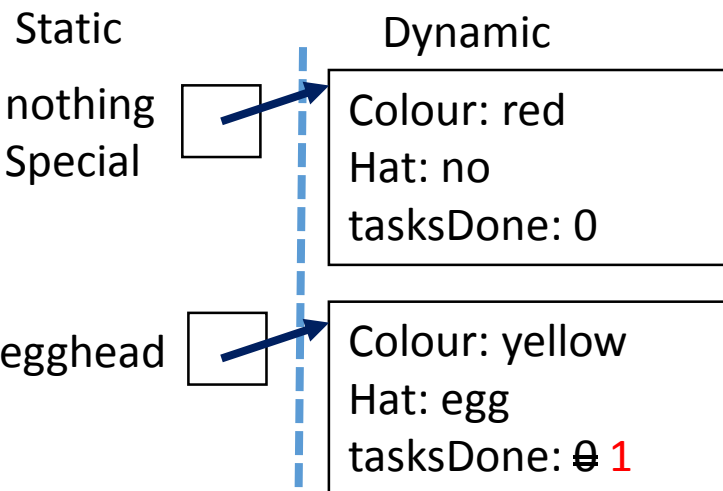 Static
Dynamic
nothing
Special
Colour: red
Hat: no
tasksDone: 0
egghead
Colour: yellow
Hat: egg
tasksDone: 0 1